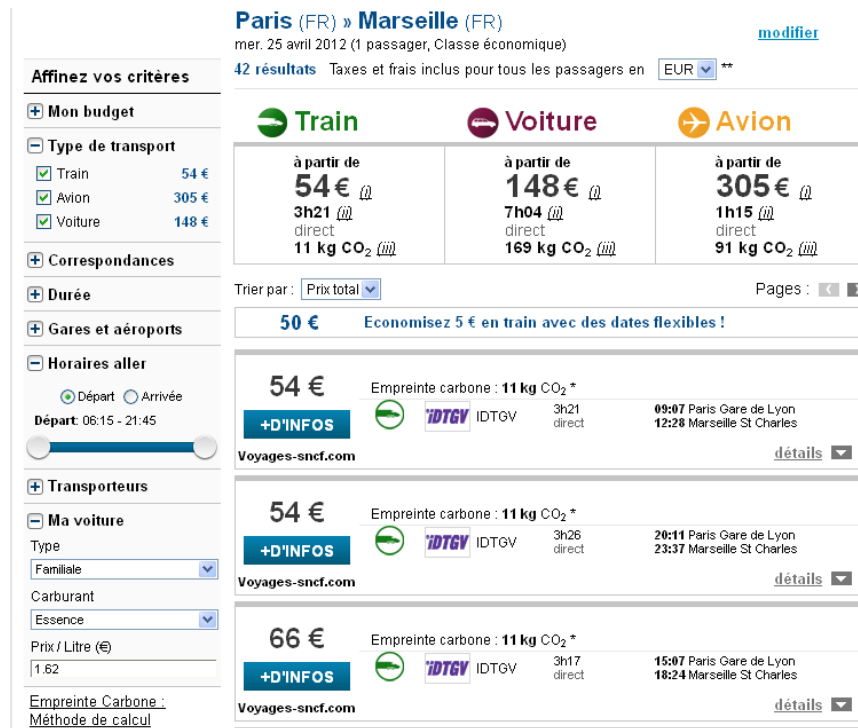 Paris (FR) » Marseille (FR)
mer. 25 avril 2012 (1 passager, Classe économique)
modifier
42 résultats Taxes et frais inclus pour tous les passagers en EUR **
Affinez vos critères
Mon budget
Type de transport
Train 54 €
Avion 305 €
Voiture 148 €
Correspondances
Durée
Gares et aéroports
Horaires aller
Départ Arrivée
Départ: 06:15 - 21:45
Transporteurs
Ma voiture
Type
Familiale
Carburant
Essence
Prix / Litre (€)
1.62
Empreinte Carbone :
Méthode de calcul
Train
à partir de
54 € (i)
3h21 (ii)
direct
11 kg CO2 (iii)
Voiture
à partir de
148 € (i)
7h04 (ii)
direct
169 kg CO2 (iii)
Avion
à partir de
305 € (i)
1h15 (ii)
direct
91 kg CO2 (iii)
Trier par : Prix total
Pages :
50 € Economisez 5 € en train avec des dates flexibles !
54 €
Empreinte carbone : 11 kg CO2 *
+D'INFOS
iDTGV IDTGV
3h21
direct
09:07 Paris Gare de Lyon
12:28 Marseille St Charles
Voyages-sncf.com
détails
54 €
Empreinte carbone : 11 kg CO2 *
+D'INFOS
iDTGV IDTGV
3h26
direct
20:11 Paris Gare de Lyon
23:37 Marseille St Charles
Voyages-sncf.com
détails
66 €
Empreinte carbone : 11 kg CO2 *
+D'INFOS
iDTGV IDTGV
3h17
direct
15:07 Paris Gare de Lyon
18:24 Marseille St Charles
Voyages-sncf.com
détails